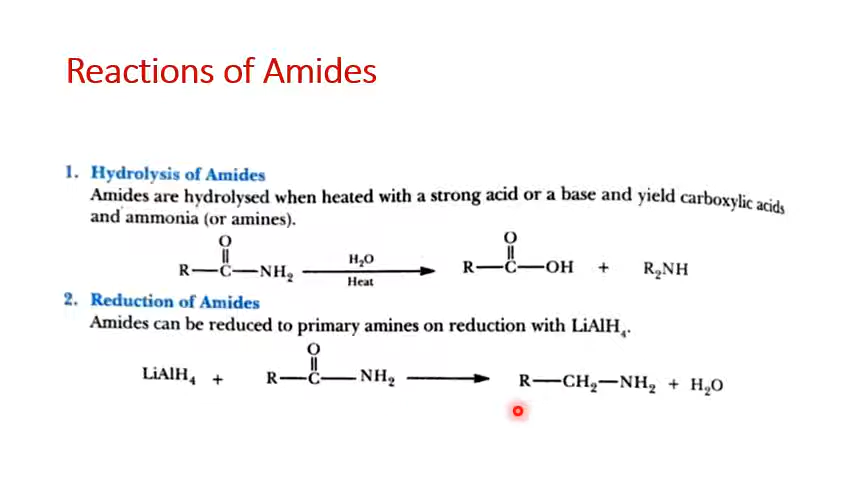 Reactions of Amides
1. Hydrolysis of Amides
Amides are hydrolysed when heated with a strong acid or a base and yield carboxylic acids
and ammonia (or amines).
O
R—C—NH₂ H₂O Heat R—C—OH + R₂NH
O
2. Reduction of Amides
Amides can be reduced to primary amines on reduction with LiAlH₄.
O
LiAlH₄ + R—C—NH₂ ⟶ R—CH₂—NH₂ + H₂O